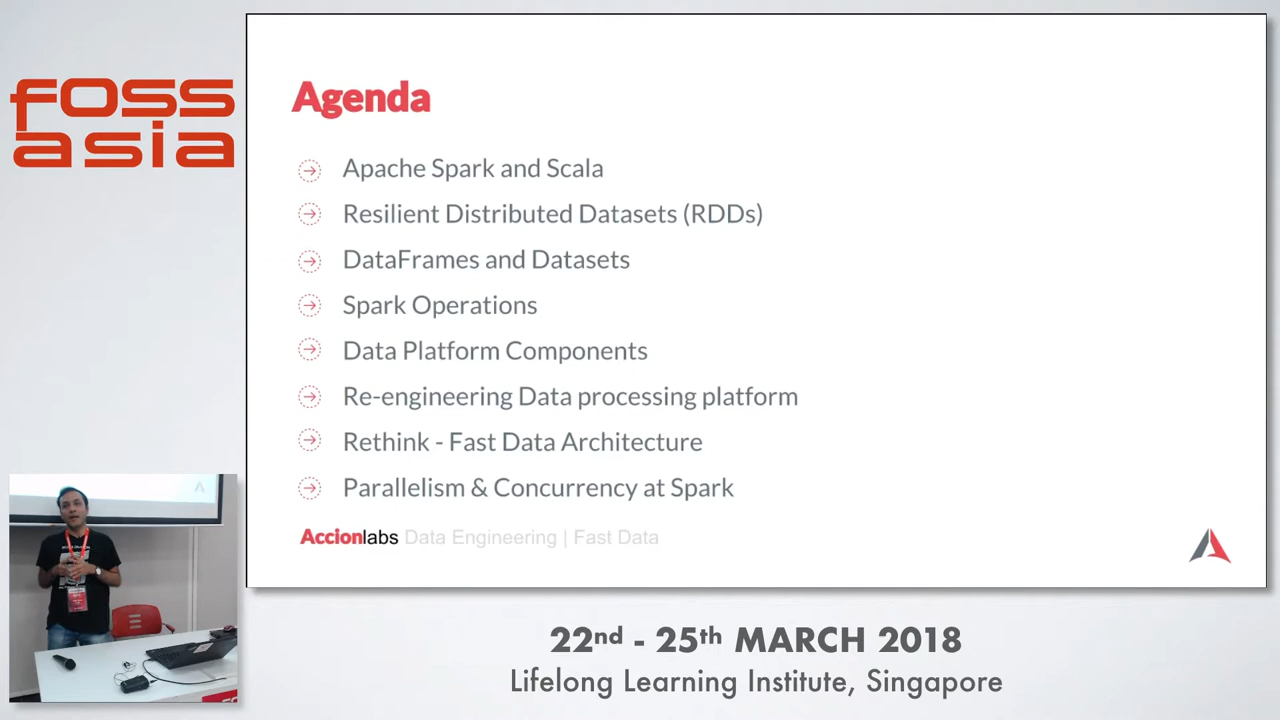 foss
asia
Agenda
Apache Spark and Scala
Resilient Distributed Datasets (RDDs)
DataFrames and Datasets
Spark Operations
Data Platform Components
Re-engineering Data processing platform
Rethink - Fast Data Architecture
Parallelism & Concurrency at Spark
Accionlabs Data Engineering | Fast Data
22nd - 25th MARCH 2018
Lifelong Learning Institute, Singapore